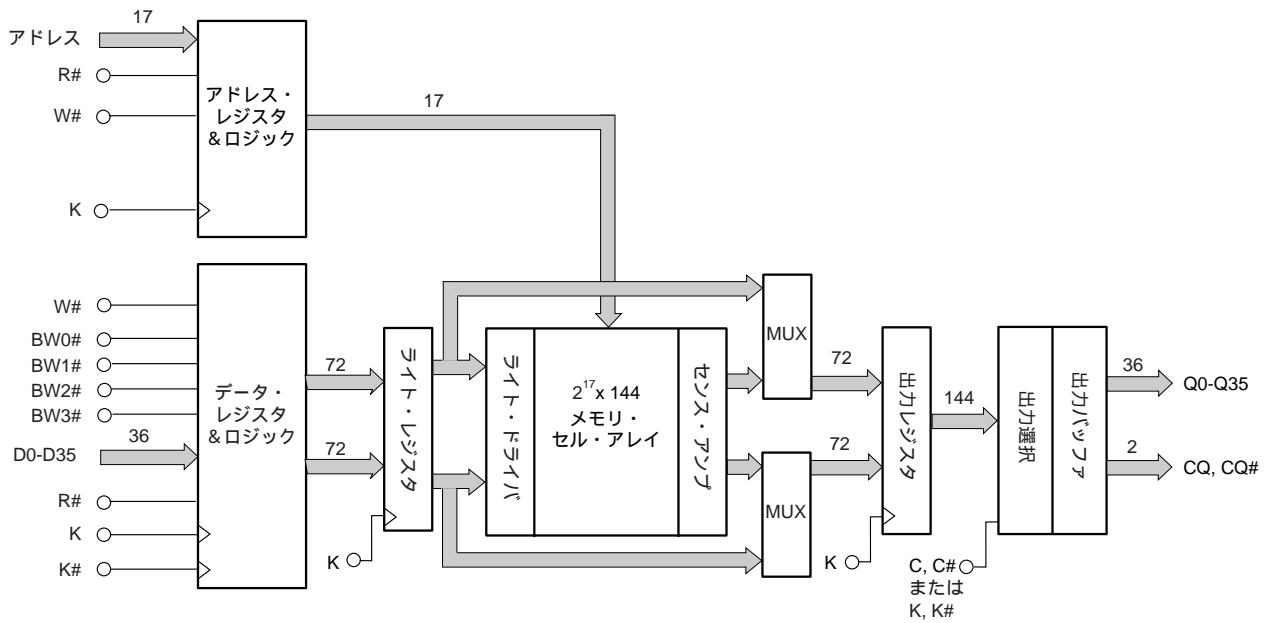 アドレス
17
R#
W#
K
アドレス・
レジスタ
&ロジック
17
W#
BW0#
BW1#
BW2#
BW3#
36
D0-D35
R#
K
K#
データ・
レジスタ
&ロジック
72
72
ライト・レジスタ
K
ライト・ドライバ
2¹⁷x 144
メモリ・
セル・アレイ
センス・アンプ
MUX
MUX
72
72
出力レジスタ
K
144
出力選択
出力バッファ
C, C#
または
K, K#
36
Q0-Q35
2
CQ, CQ#